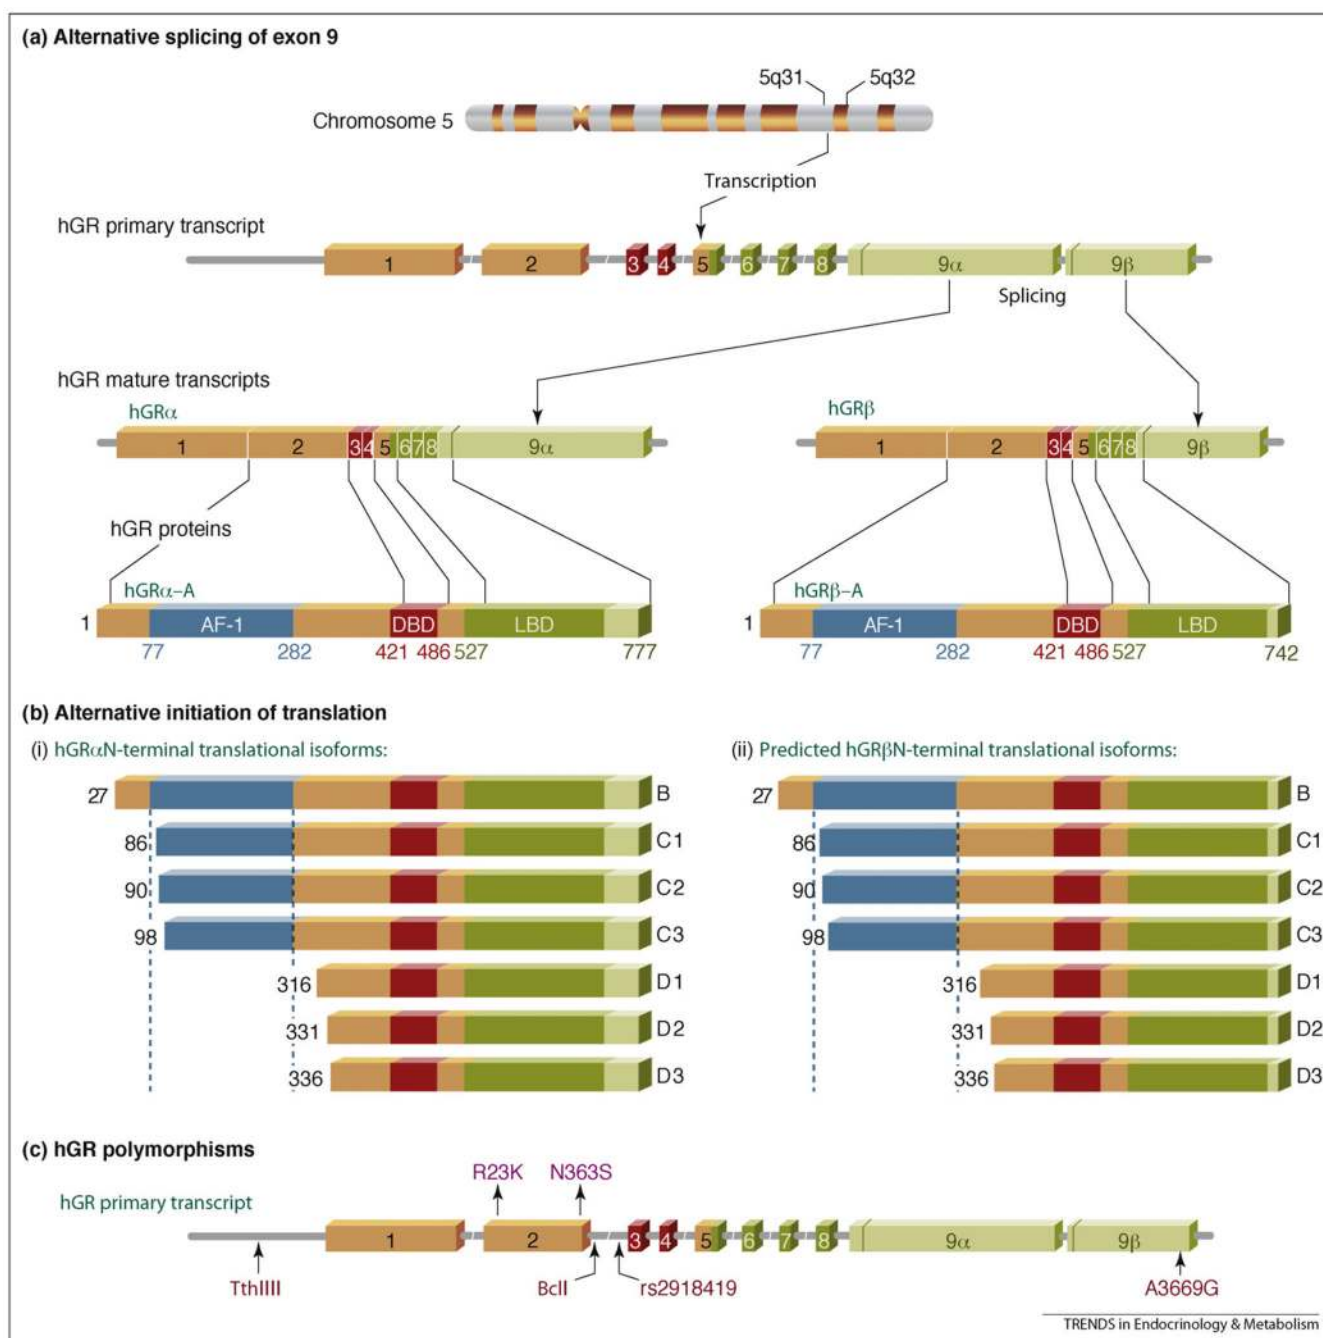 (a) Alternative splicing of exon 9
5q31 5q32
Chromosome 5
Transcription
hGR primary transcript
1 2 3 4 5 6 7 8 9α 9β
Splicing
hGR mature transcripts
hGRα hGRβ
1 2 3 4 5 6 7 8 9α 1 2 3 4 5 6 7 8 9β
hGR proteins
hGRα–A hGRβ–A
1 AF-1 DBD LBD 1 AF-1 DBD LBD
77 282 421 486 527 777 77 282 421 486 527 742
(b) Alternative initiation of translation
(i) hGRαN-terminal translational isoforms: (ii) Predicted hGRβN-terminal translational isoforms:
27 B 27 B
86 C1 86 C1
90 C2 90 C2
98 C3 98 C3
316 D1 316 D1
331 D2 331 D2
336 D3 336 D3
(c) hGR polymorphisms
R23K N363S
hGR primary transcript
1 2 3 4 5 6 7 8 9α 9β
TthIIII BclI rs2918419 A3669G
TRENDS in Endocrinology & Metabolism